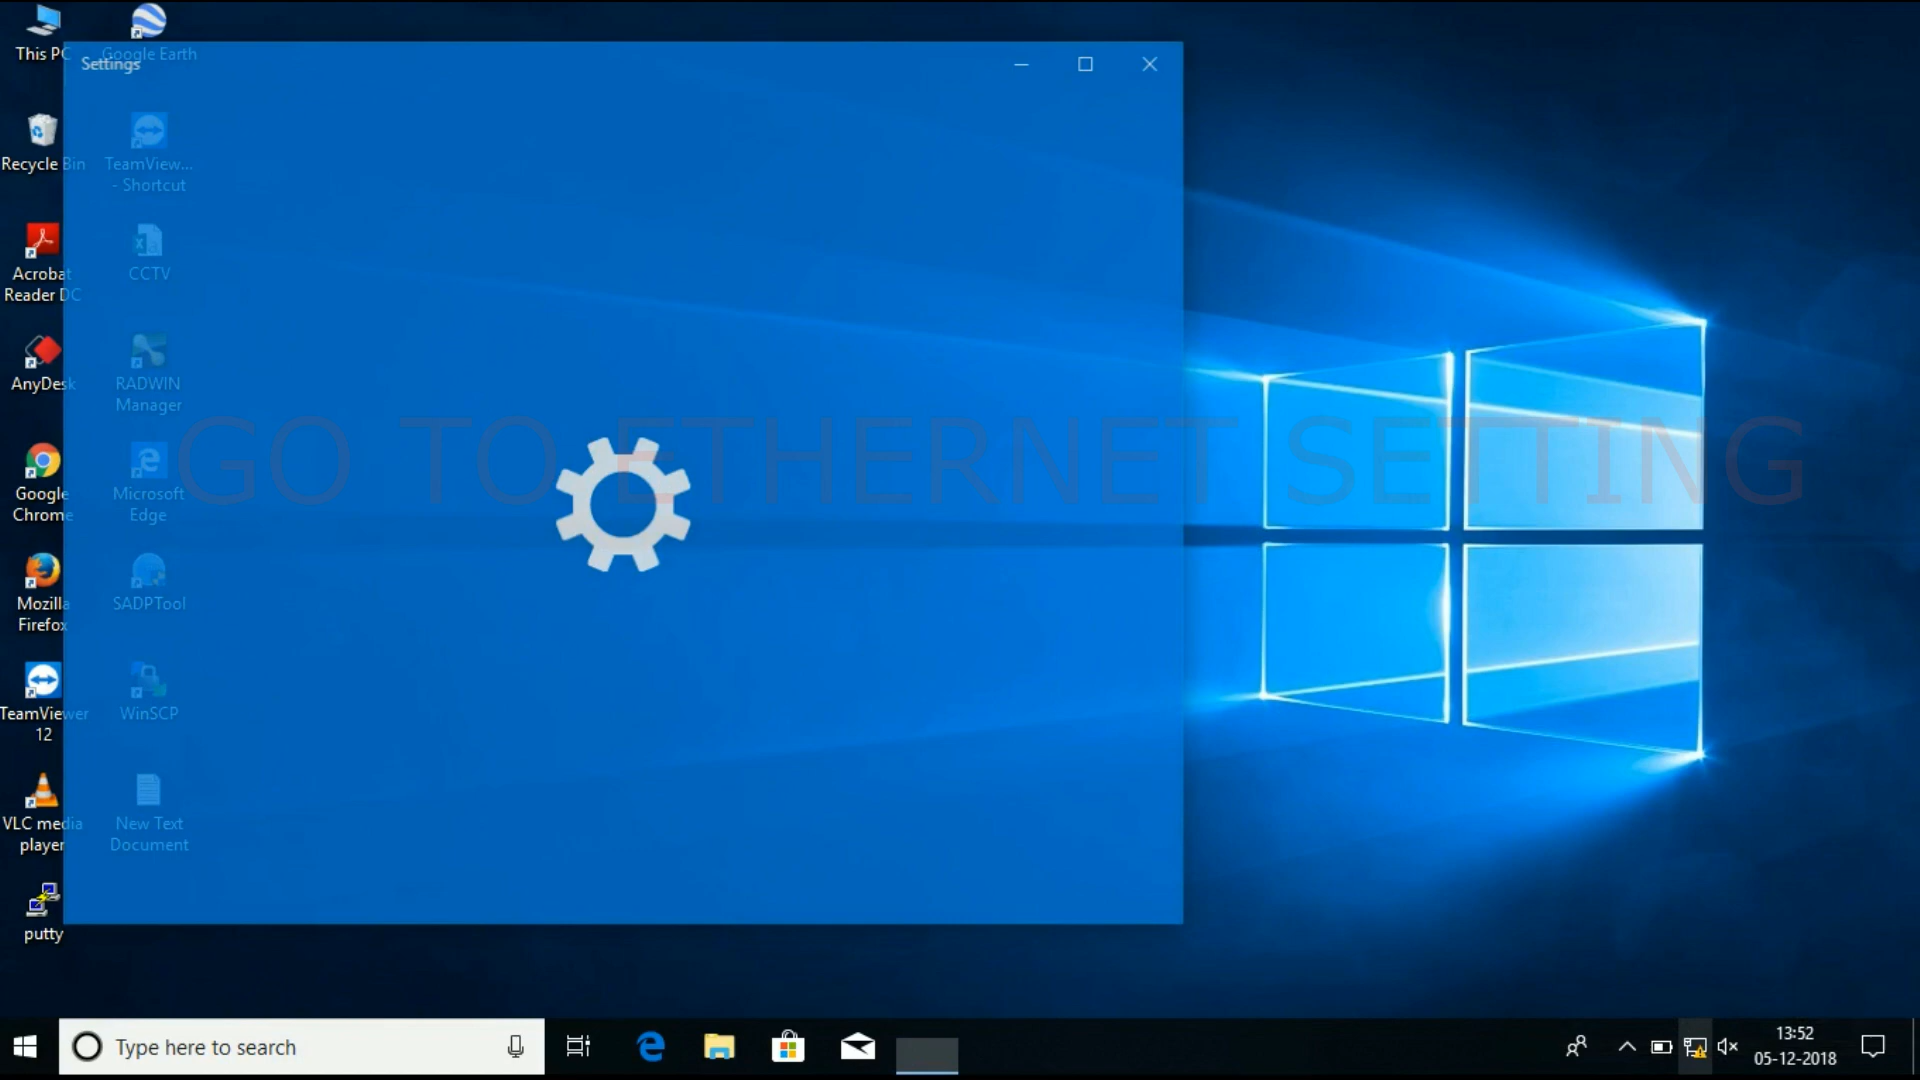 This PC
Google Earth
Settings
Recycle Bin
TeamView...
- Shortcut
Acrobat
Reader DC
CCTV
AnyDesk
RADWIN
Manager
GO TO ETHERNET SETTING
Google
Chrome
Microsoft
Edge
Mozilla
Firefox
SADPTool
TeamViewer
12
WinSCP
VLC media
player
New Text
Document
putty
Type here to search
13:52
05-12-2018